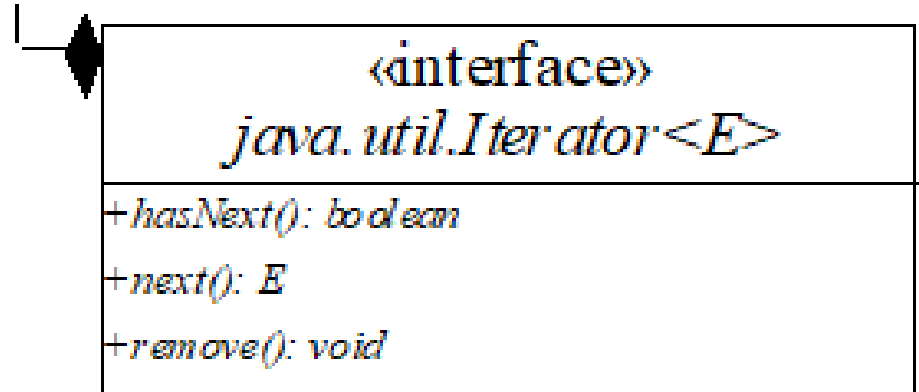 «interface»
java.util.Iterator<E>
+hasNext(): boolean
+next(): E
+remove(): void